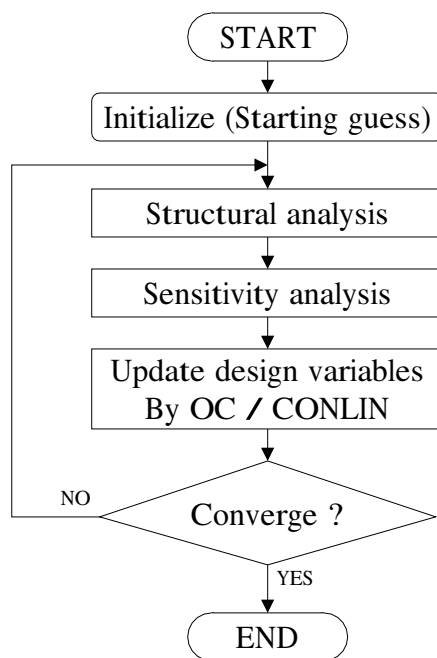 START
Initialize (Starting guess)
Structural analysis
Sensitivity analysis
Update design variables
By OC / CONLIN
NO
Converge ?
YES
END